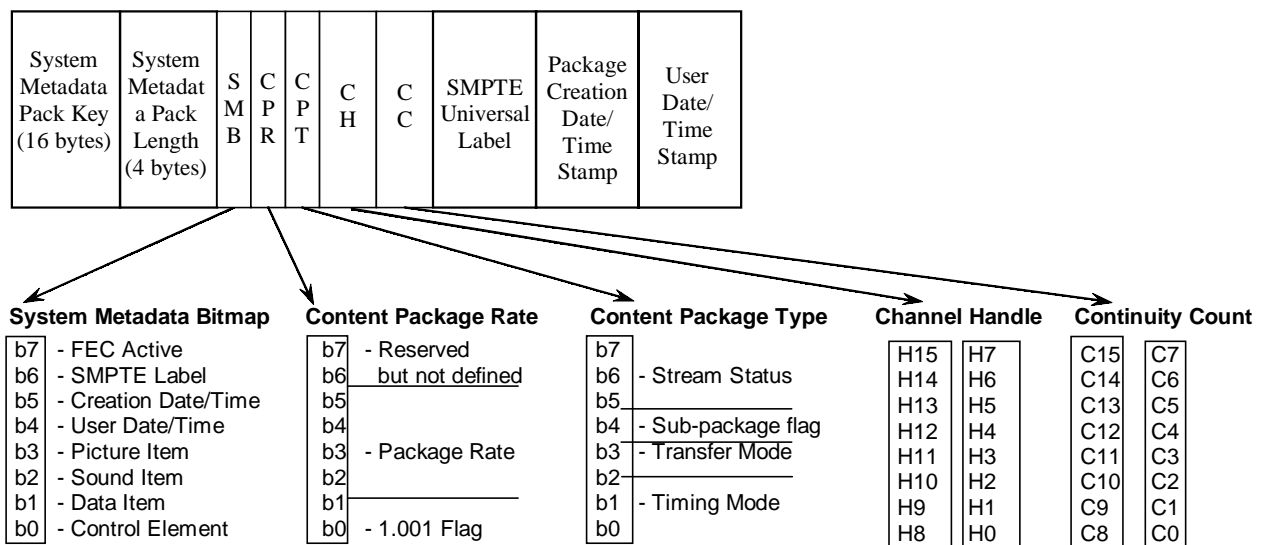 System
Metadata
Pack Key
(16 bytes)
System
Metadat
a Pack
Length
(4 bytes)
S
M
B
C
P
R
C
P
T
C
H
C
C
SMPTE
Universal
Label
Package
Creation
Date/
Time
Stamp
User
Date/
Time
Stamp
System Metadata Bitmap
b7 - FEC Active
b6 - SMPTE Label
b5 - Creation Date/Time
b4 - User Date/Time
b3 - Picture Item
b2 - Sound Item
b1 - Data Item
b0 - Control Element
Content Package Rate
b7 - Reserved
b6 but not defined
b5
b4
b3 - Package Rate
b2
b1
b0 - 1.001 Flag
Content Package Type
b7
b6 - Stream Status
b5
b4 - Sub-package flag
b3 - Transfer Mode
b2
b1 - Timing Mode
b0
Channel Handle
H15 H7
H14 H6
H13 H5
H12 H4
H11 H3
H10 H2
H9 H1
H8 H0
Continuity Count
C15 C7
C14 C6
C13 C5
C12 C4
C11 C3
C10 C2
C9 C1
C8 C0